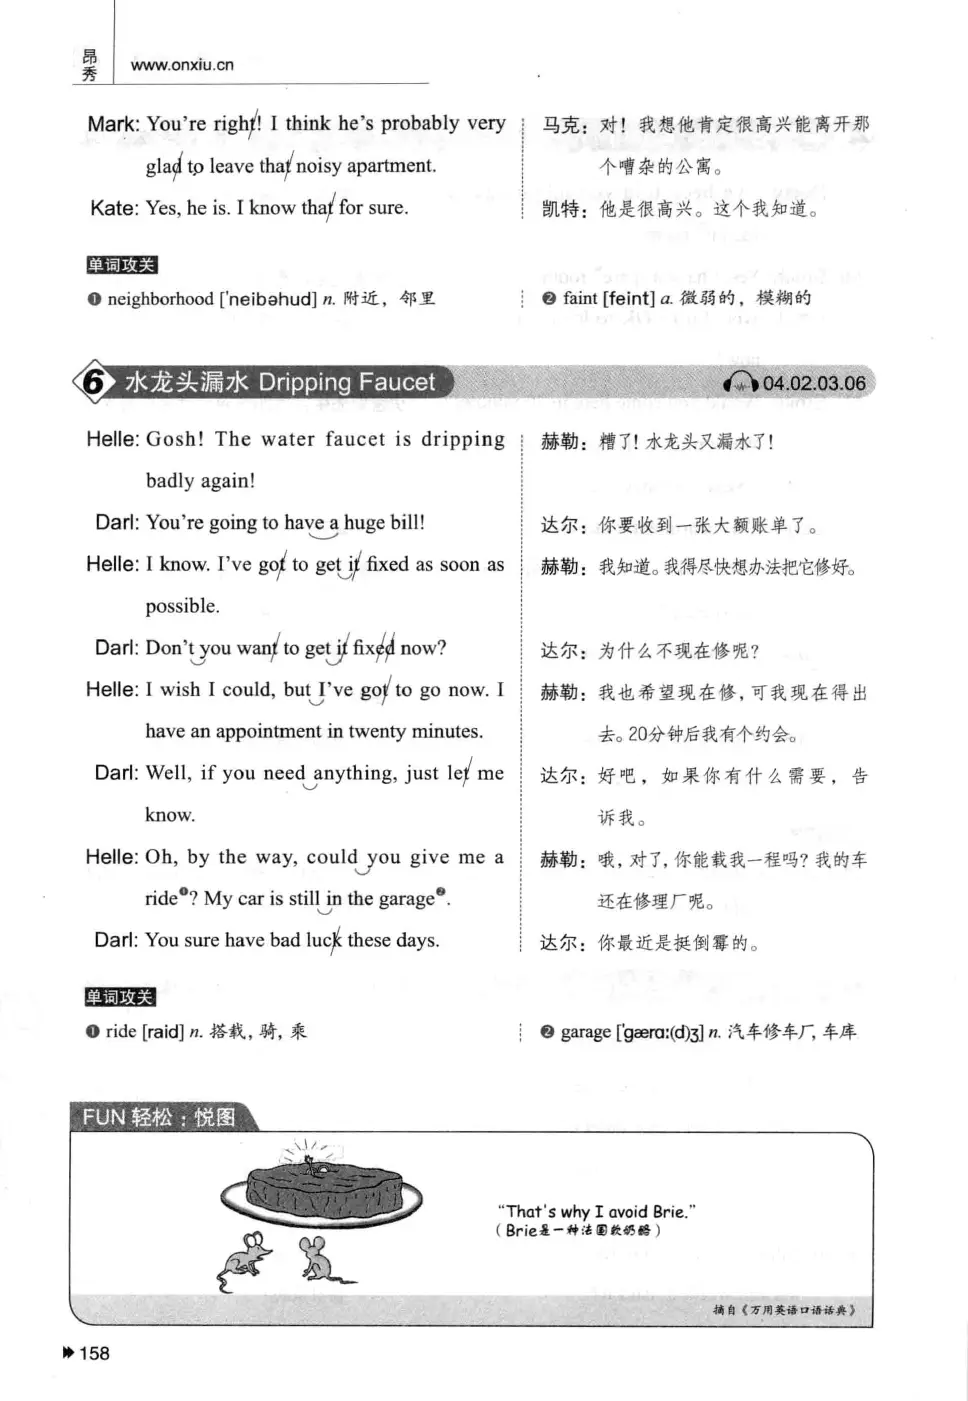 昂秀
www.onxiu.cn
Mark: You're right! I think he's probably very
glad to leave that noisy apartment.
Kate: Yes, he is. I know that for sure.
马克：对！我想他肯定很高兴能离开那
个嘈杂的公寓。
凯特：他是很高兴。这个我知道。
单词攻关
❶ neighborhood ['neibəhud] n. 附近，邻里
❷ faint [feint] a. 微弱的，模糊的
6 水龙头漏水 Dripping Faucet
04.02.03.06
Helle: Gosh! The water faucet is dripping
badly again!
Darl: You're going to have a huge bill!
Helle: I know. I've got to get it fixed as soon as
possible.
Darl: Don't you want to get it fixed now?
Helle: I wish I could, but I've got to go now. I
have an appointment in twenty minutes.
Darl: Well, if you need anything, just let me
know.
Helle: Oh, by the way, could you give me a
ride❶? My car is still in the garage❷.
Darl: You sure have bad luck these days.
赫勒：糟了！水龙头又漏水了！
达尔：你要收到一张大额账单了。
赫勒：我知道。我得尽快想办法把它修好。
达尔：为什么不现在修呢？
赫勒：我也希望现在修，可我现在得出
去。20分钟后我有个约会。
达尔：好吧，如果你有什么需要，告
诉我。
赫勒：哦，对了，你能载我一程吗？我的车
还在修理厂呢。
达尔：你最近是挺倒霉的。
单词攻关
❶ ride [raid] n. 搭载，骑，乘
❷ garage ['gærɑ:(d)ʒ] n. 汽车修车厂，车库
FUN 轻松：悦图
"That's why I avoid Brie."
（Brie是一种法国软奶酪）
摘自《万用英语口语话典》
158